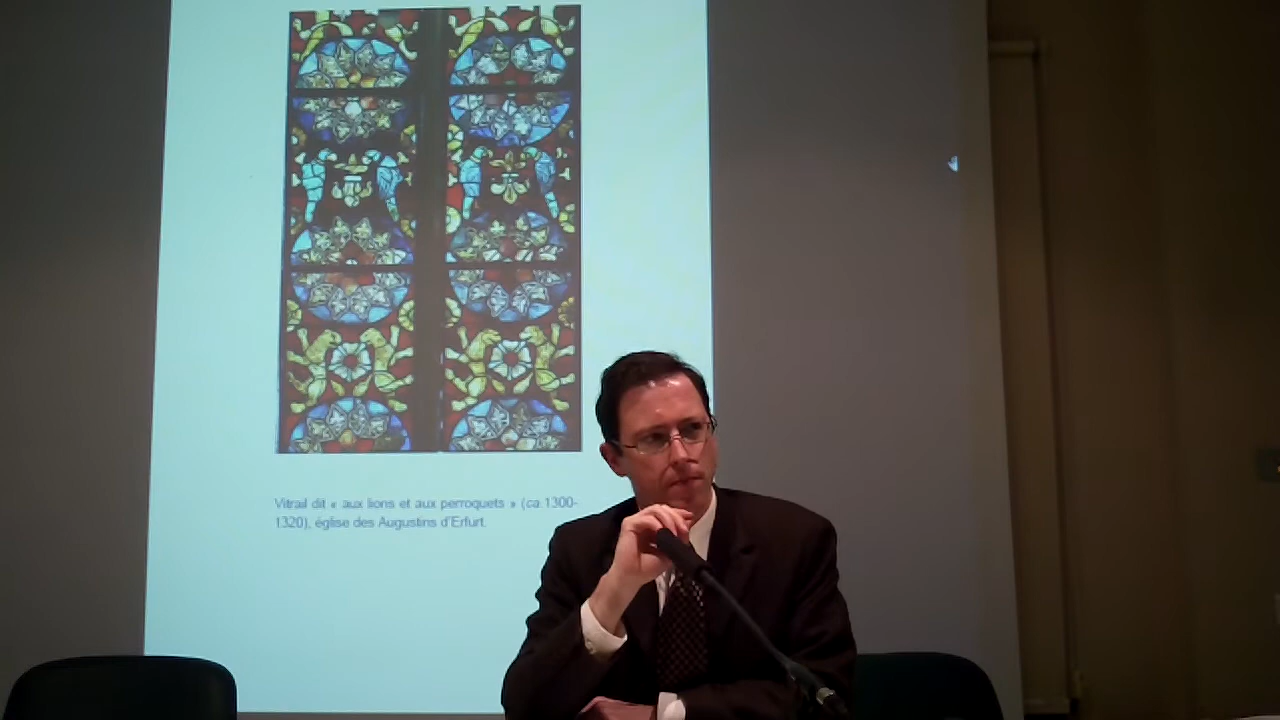 Vitrail dit « aux lions et aux perroquets » (ca 1300-
1320), église des Augustins d'Erfurt.